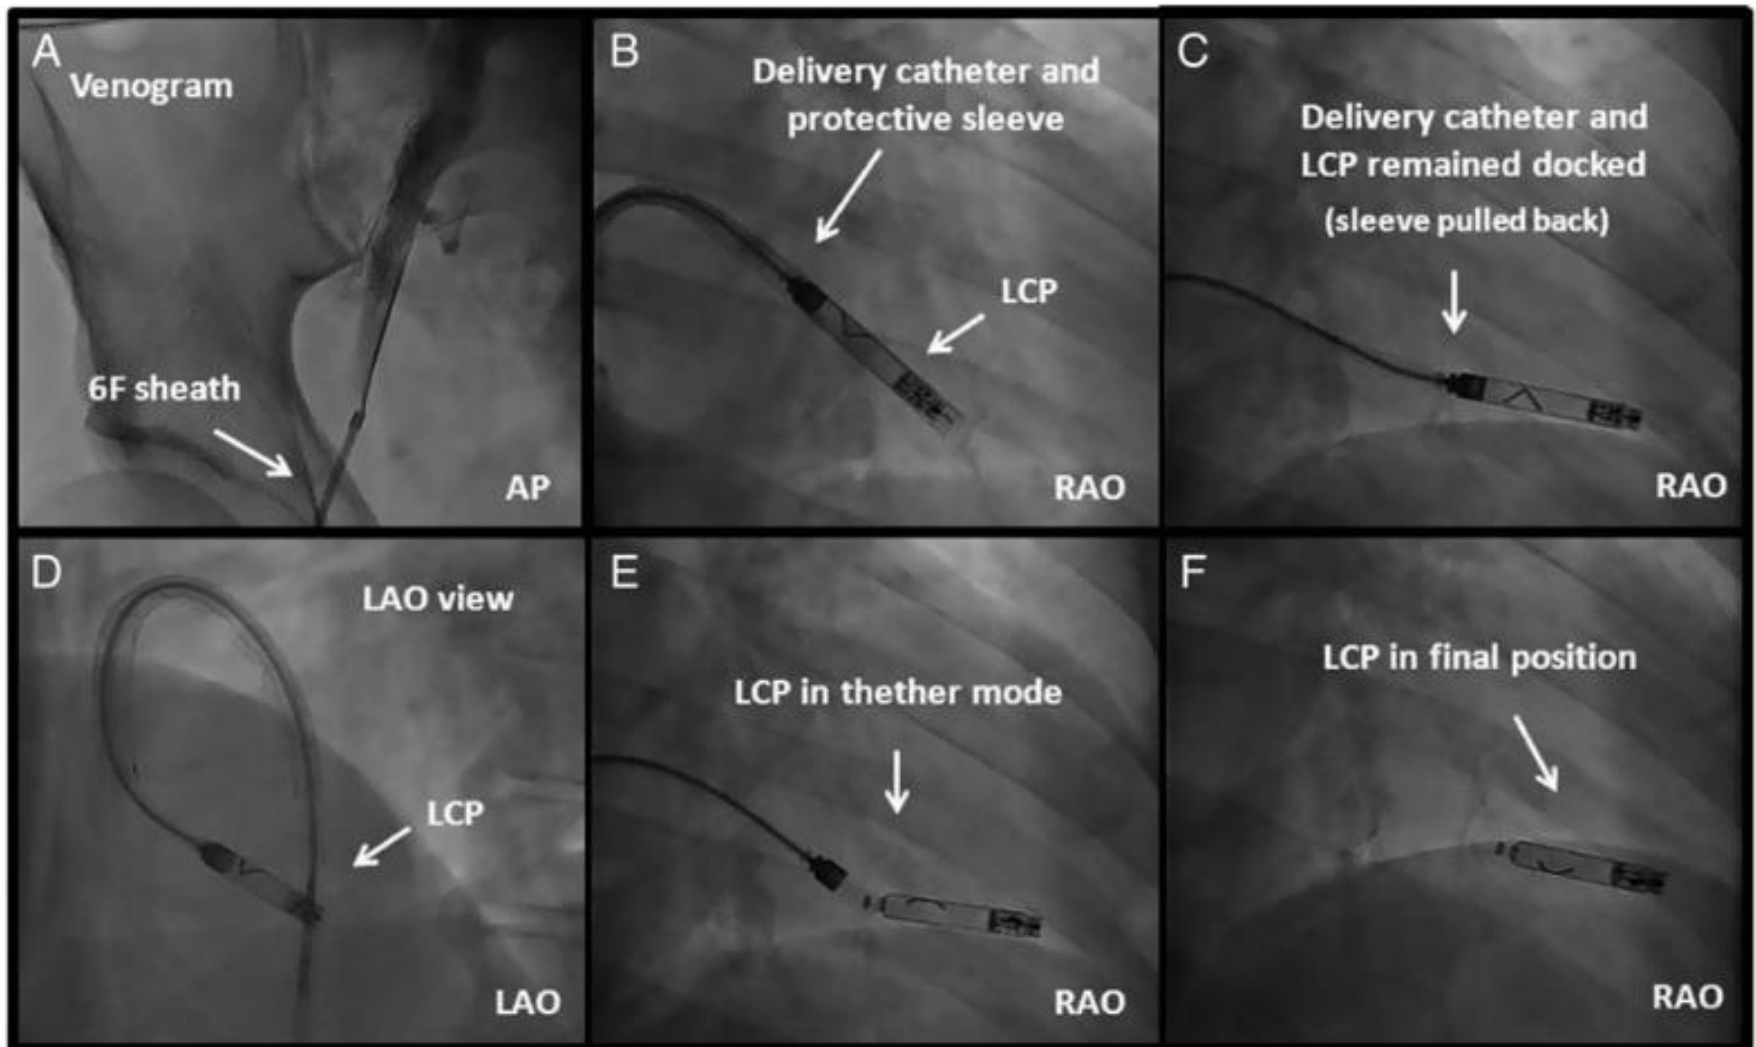 A
Venogram
6F sheath
AP
B
Delivery catheter and
protective sleeve
LCP
RAO
C
Delivery catheter and
LCP remained docked
(sleeve pulled back)
RAO
D
LAO view
LCP
LAO
E
LCP in thether mode
RAO
F
LCP in final position
RAO